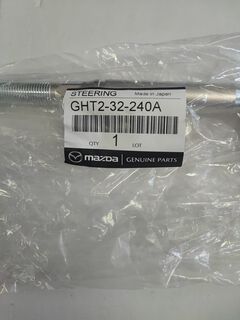 STEERING Made in Japan
GHT2-32-240A
QTY 1 LOT
mazda GENUINE PARTS